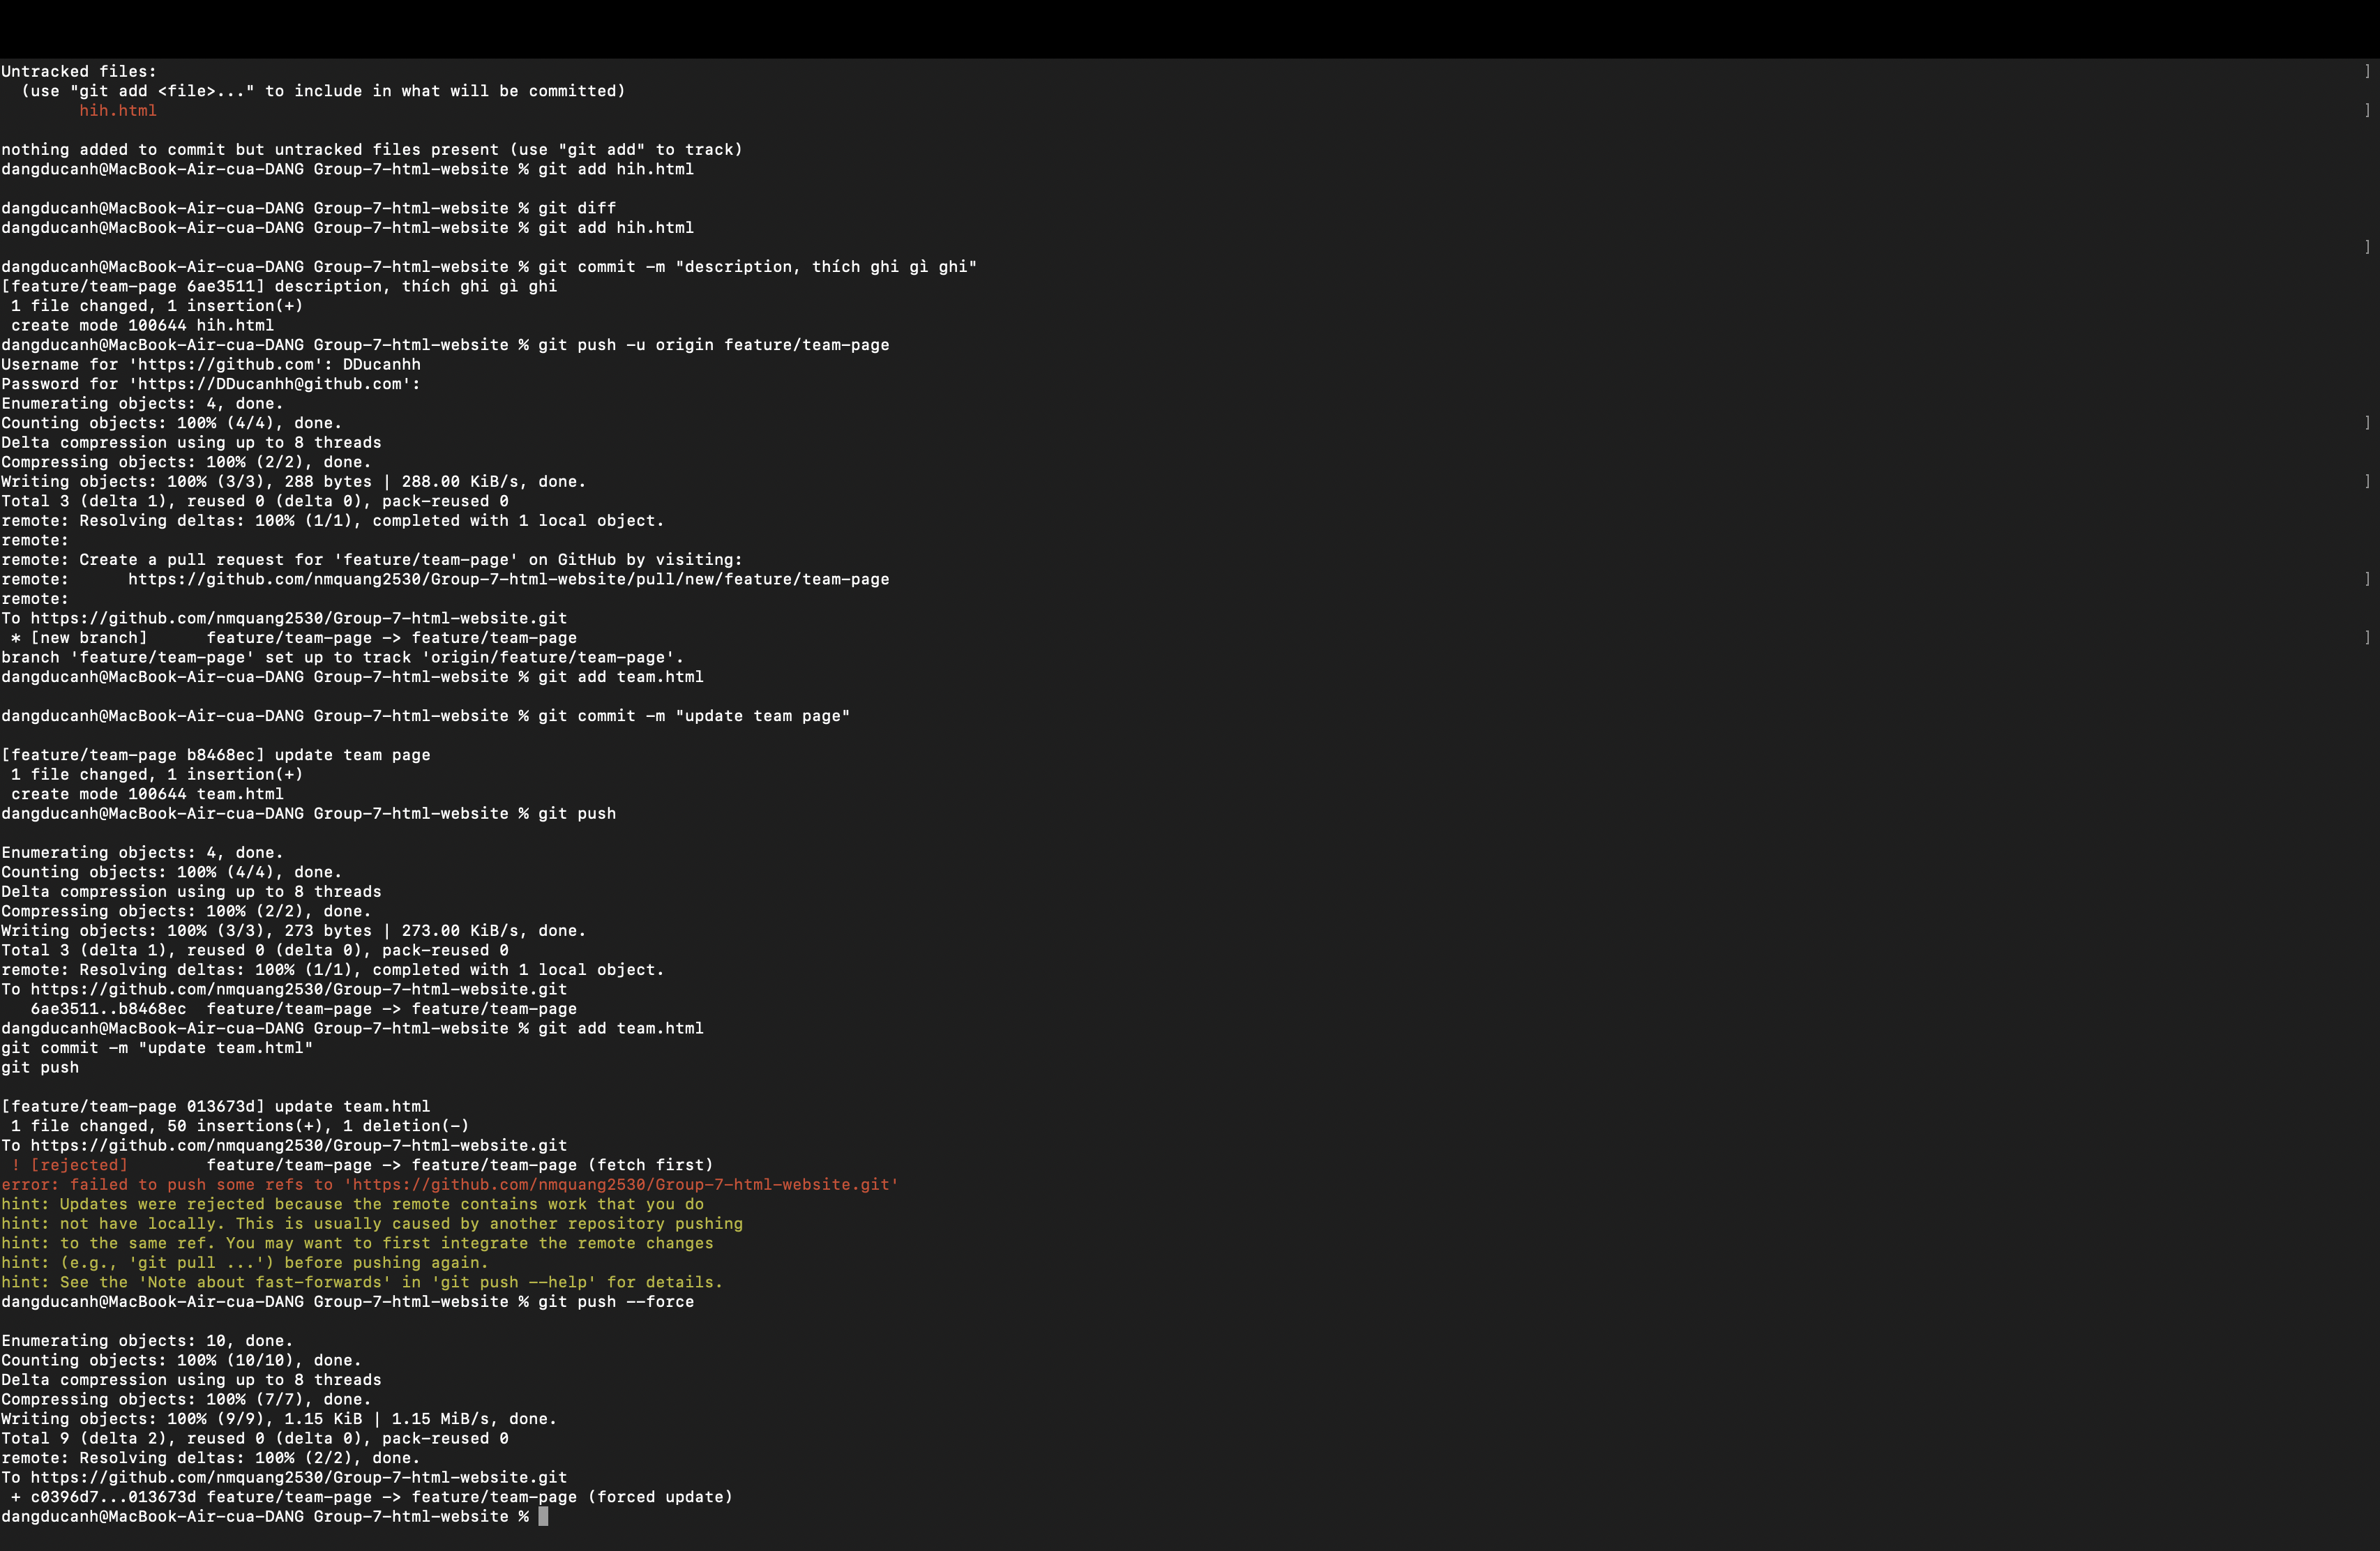 Untracked files:
  (use "git add <file>..." to include in what will be committed)
        hih.html
nothing added to commit but untracked files present (use "git add" to track)
dangducanh@MacBook-Air-cua-DANG Group-7-html-website % git add hih.html
dangducanh@MacBook-Air-cua-DANG Group-7-html-website % git diff
dangducanh@MacBook-Air-cua-DANG Group-7-html-website % git add hih.html
dangducanh@MacBook-Air-cua-DANG Group-7-html-website % git commit -m "description, thích ghi gì ghi"
[feature/team-page 6ae3511] description, thích ghi gì ghi
 1 file changed, 1 insertion(+)
 create mode 100644 hih.html
dangducanh@MacBook-Air-cua-DANG Group-7-html-website % git push -u origin feature/team-page
Username for 'https://github.com': DDucanhh
Password for 'https://DDucanhh@github.com':
Enumerating objects: 4, done.
Counting objects: 100% (4/4), done.
Delta compression using up to 8 threads
Compressing objects: 100% (2/2), done.
Writing objects: 100% (3/3), 288 bytes | 288.00 KiB/s, done.
Total 3 (delta 1), reused 0 (delta 0), pack-reused 0
remote: Resolving deltas: 100% (1/1), completed with 1 local object.
remote:
remote: Create a pull request for 'feature/team-page' on GitHub by visiting:
remote:      https://github.com/nmquang2530/Group-7-html-website/pull/new/feature/team-page
remote:
To https://github.com/nmquang2530/Group-7-html-website.git
 * [new branch]      feature/team-page -> feature/team-page
branch 'feature/team-page' set up to track 'origin/feature/team-page'.
dangducanh@MacBook-Air-cua-DANG Group-7-html-website % git add team.html
dangducanh@MacBook-Air-cua-DANG Group-7-html-website % git commit -m "update team page"
[feature/team-page b8468ec] update team page
 1 file changed, 1 insertion(+)
 create mode 100644 team.html
dangducanh@MacBook-Air-cua-DANG Group-7-html-website % git push
Enumerating objects: 4, done.
Counting objects: 100% (4/4), done.
Delta compression using up to 8 threads
Compressing objects: 100% (2/2), done.
Writing objects: 100% (3/3), 273 bytes | 273.00 KiB/s, done.
Total 3 (delta 1), reused 0 (delta 0), pack-reused 0
remote: Resolving deltas: 100% (1/1), completed with 1 local object.
To https://github.com/nmquang2530/Group-7-html-website.git
   6ae3511..b8468ec  feature/team-page -> feature/team-page
dangducanh@MacBook-Air-cua-DANG Group-7-html-website % git add team.html
git commit -m "update team.html"
git push
[feature/team-page 013673d] update team.html
 1 file changed, 50 insertions(+), 1 deletion(-)
To https://github.com/nmquang2530/Group-7-html-website.git
 ! [rejected]        feature/team-page -> feature/team-page (fetch first)
error: failed to push some refs to 'https://github.com/nmquang2530/Group-7-html-website.git'
hint: Updates were rejected because the remote contains work that you do
hint: not have locally. This is usually caused by another repository pushing
hint: to the same ref. You may want to first integrate the remote changes
hint: (e.g., 'git pull ...') before pushing again.
hint: See the 'Note about fast-forwards' in 'git push --help' for details.
dangducanh@MacBook-Air-cua-DANG Group-7-html-website % git push --force
Enumerating objects: 10, done.
Counting objects: 100% (10/10), done.
Delta compression using up to 8 threads
Compressing objects: 100% (7/7), done.
Writing objects: 100% (9/9), 1.15 KiB | 1.15 MiB/s, done.
Total 9 (delta 2), reused 0 (delta 0), pack-reused 0
remote: Resolving deltas: 100% (2/2), done.
To https://github.com/nmquang2530/Group-7-html-website.git
 + c0396d7...013673d feature/team-page -> feature/team-page (forced update)
dangducanh@MacBook-Air-cua-DANG Group-7-html-website %